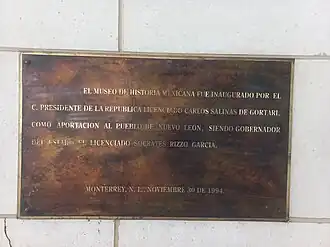 EL MUSEO DE HISTORIA MEXICANA FUE INAUGURADO POR EL
C. PRESIDENTE DE LA REPUBLICA LICENCIADO CARLOS SALINAS DE GORTARI,
COMO APORTACION AL PUEBLO DE NUEVO LEON, SIENDO GOBERNADOR
DEL ESTADO EL LICENCIADO SOCRATES RIZZO GARCIA.
MONTERREY, N. L., NOVIEMBRE 30 DE 1994.